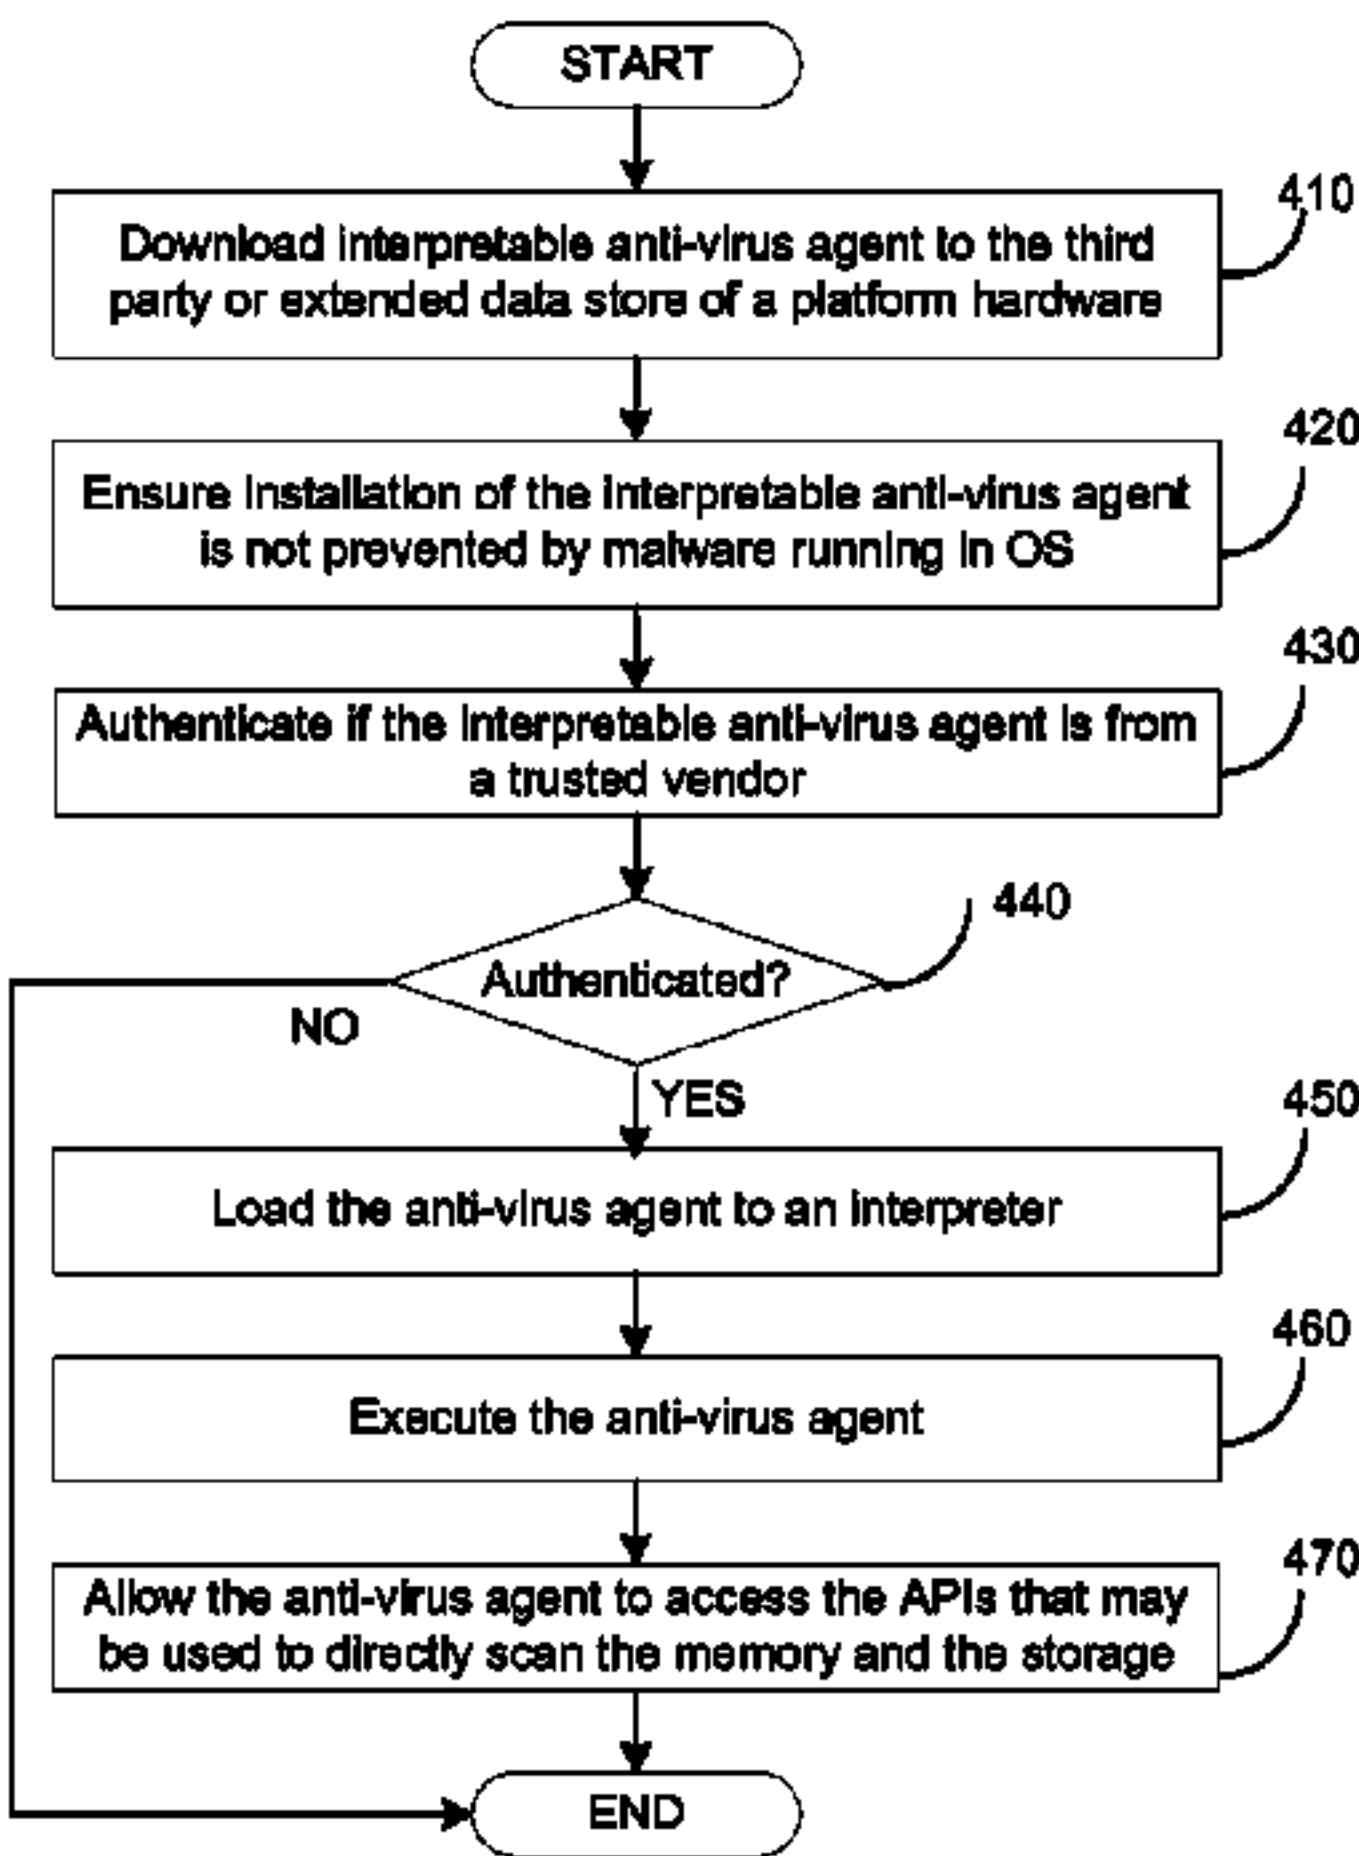 START
410
Download interpretable anti-virus agent to the third
party or extended data store of a platform hardware
420
Ensure installation of the interpretable anti-virus agent
is not prevented by malware running in OS
430
Authenticate if the interpretable anti-virus agent is from
a trusted vendor
440
Authenticated?
NO
YES
450
Load the anti-virus agent to an interpreter
460
Execute the anti-virus agent
470
Allow the anti-virus agent to access the APIs that may
be used to directly scan the memory and the storage
END